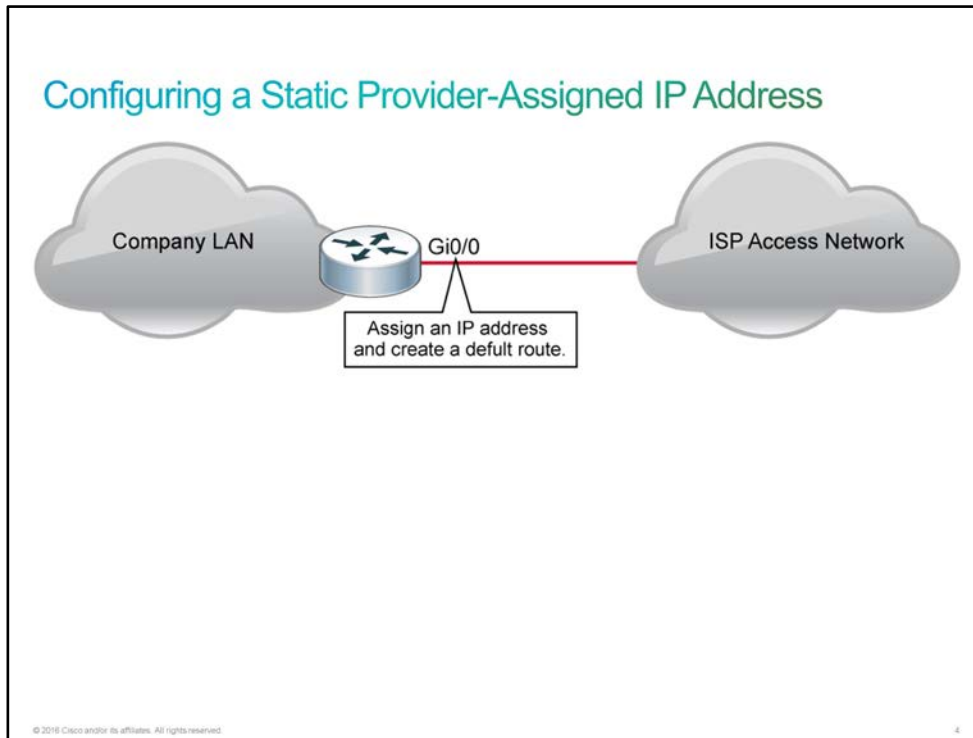 Configuring a Static Provider-Assigned IP Address
Company LAN
Gi0/0
ISP Access Network
Assign an IP address
and create a defult route.
© 2016 Cisco and/or its affiliates. All rights reserved.
4